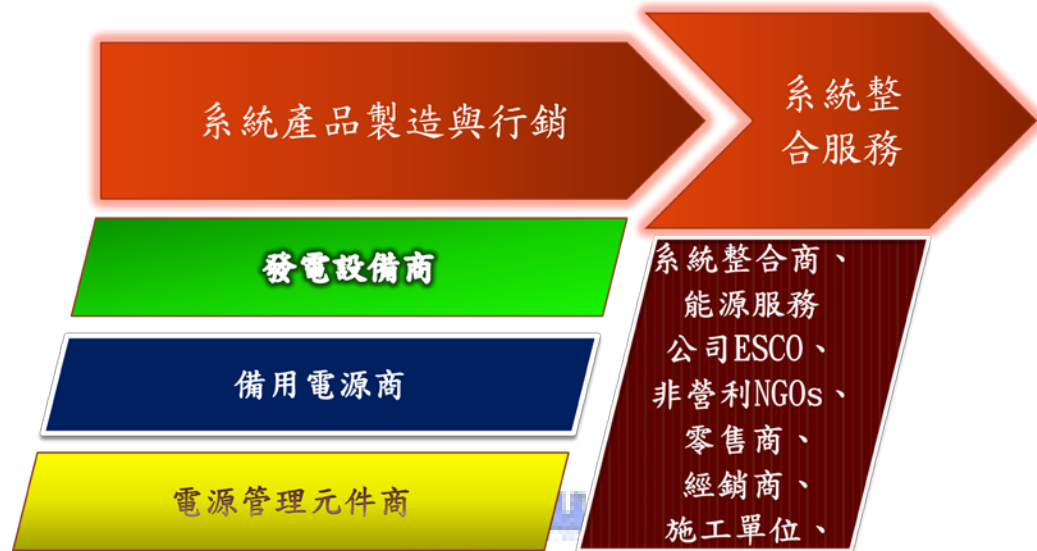 系統產品製造與行銷
系統整
合服務
發電設備商
備用電源商
電源管理元件商
系統整合商、
能源服務
公司ESCO、
非營利NGOs、
零售商、
經銷商、
施工單位、